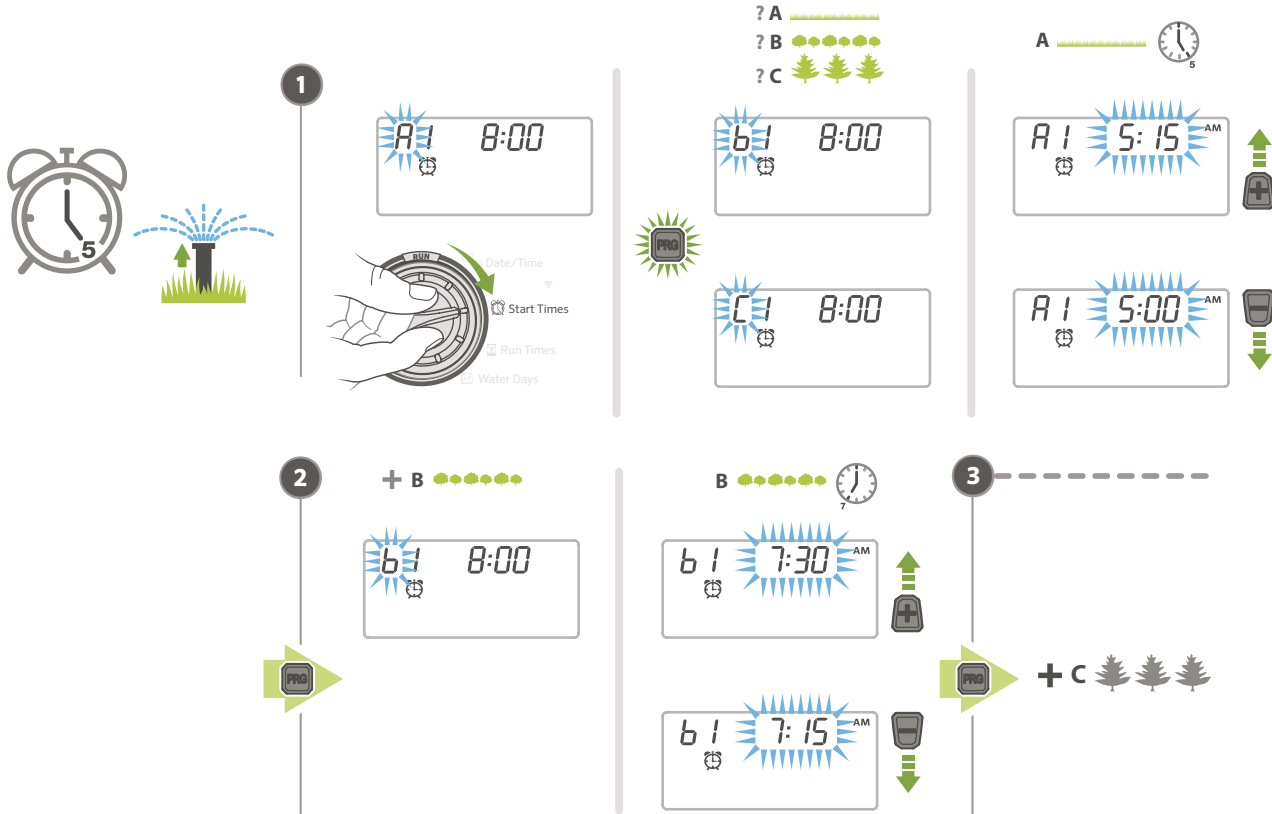 5
1
A1 8:00
RUN
Date/Time
Start Times
Run Times
Water Days
? A
? B
? C
b1 8:00
PRG
C1 8:00
A
5
A1 5:15 AM
+
A1 5:00 AM
−
2
+ B
PRG
b1 8:00
B
7
b1 7:30 AM
+
b1 7:15 AM
−
3
PRG
+ C